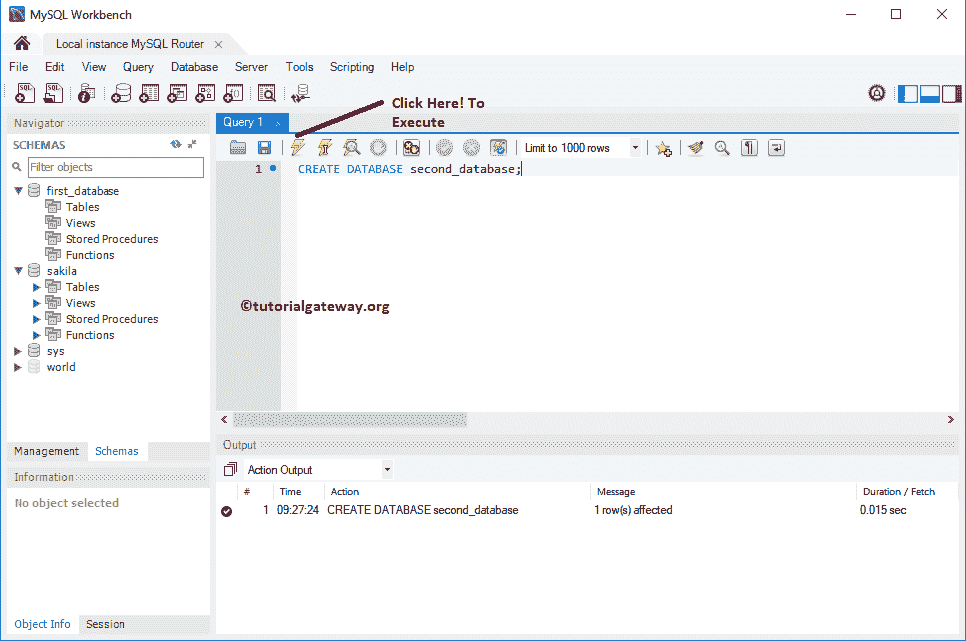 MySQL Workbench
Local instance MySQL Router
File Edit View Query Database Server Tools Scripting Help
Click Here! To
Execute
Navigator
SCHEMAS
Filter objects
first_database
Tables
Views
Stored Procedures
Functions
sakila
Tables
Views
Stored Procedures
Functions
sys
world
Management Schemas
Information
No object selected
Object Info Session
Query 1
Limit to 1000 rows
1 CREATE DATABASE second_database;
©tutorialgateway.org
Output
Action Output
# Time Action Message Duration / Fetch
1 09:27:24 CREATE DATABASE second_database 1 row(s) affected 0.015 sec